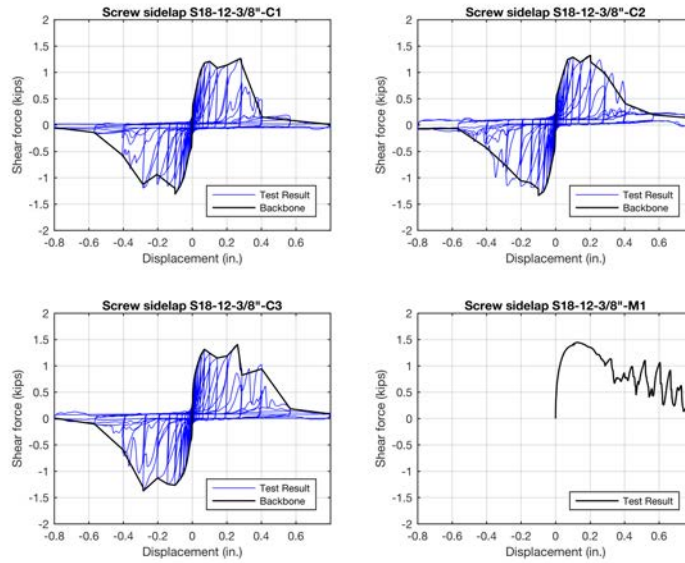 Screw sidelap S18-12-3/8"-C1
2
1.5
1
0.5
0
-0.5
-1
-1.5
-2
Shear force (kips)
Test Result
Backbone
-0.8 -0.6 -0.4 -0.2 0 0.2 0.4 0.6
Displacement (in.)
Screw sidelap S18-12-3/8"-C2
2
1.5
1
0.5
0
-0.5
-1
-1.5
-2
Shear force (kips)
Test Result
Backbone
-0.8 -0.6 -0.4 -0.2 0 0.2 0.4 0.6
Displacement (in.)
Screw sidelap S18-12-3/8"-C3
2
1.5
1
0.5
0
-0.5
-1
-1.5
-2
Shear force (kips)
Test Result
Backbone
-0.8 -0.6 -0.4 -0.2 0 0.2 0.4 0.6
Displacement (in.)
Screw sidelap S18-12-3/8"-M1
2
1.5
1
0.5
0
-0.5
-1
-1.5
-2
Shear force (kips)
Test Result
-0.8 -0.6 -0.4 -0.2 0 0.2 0.4 0.6
Displacement (in.)